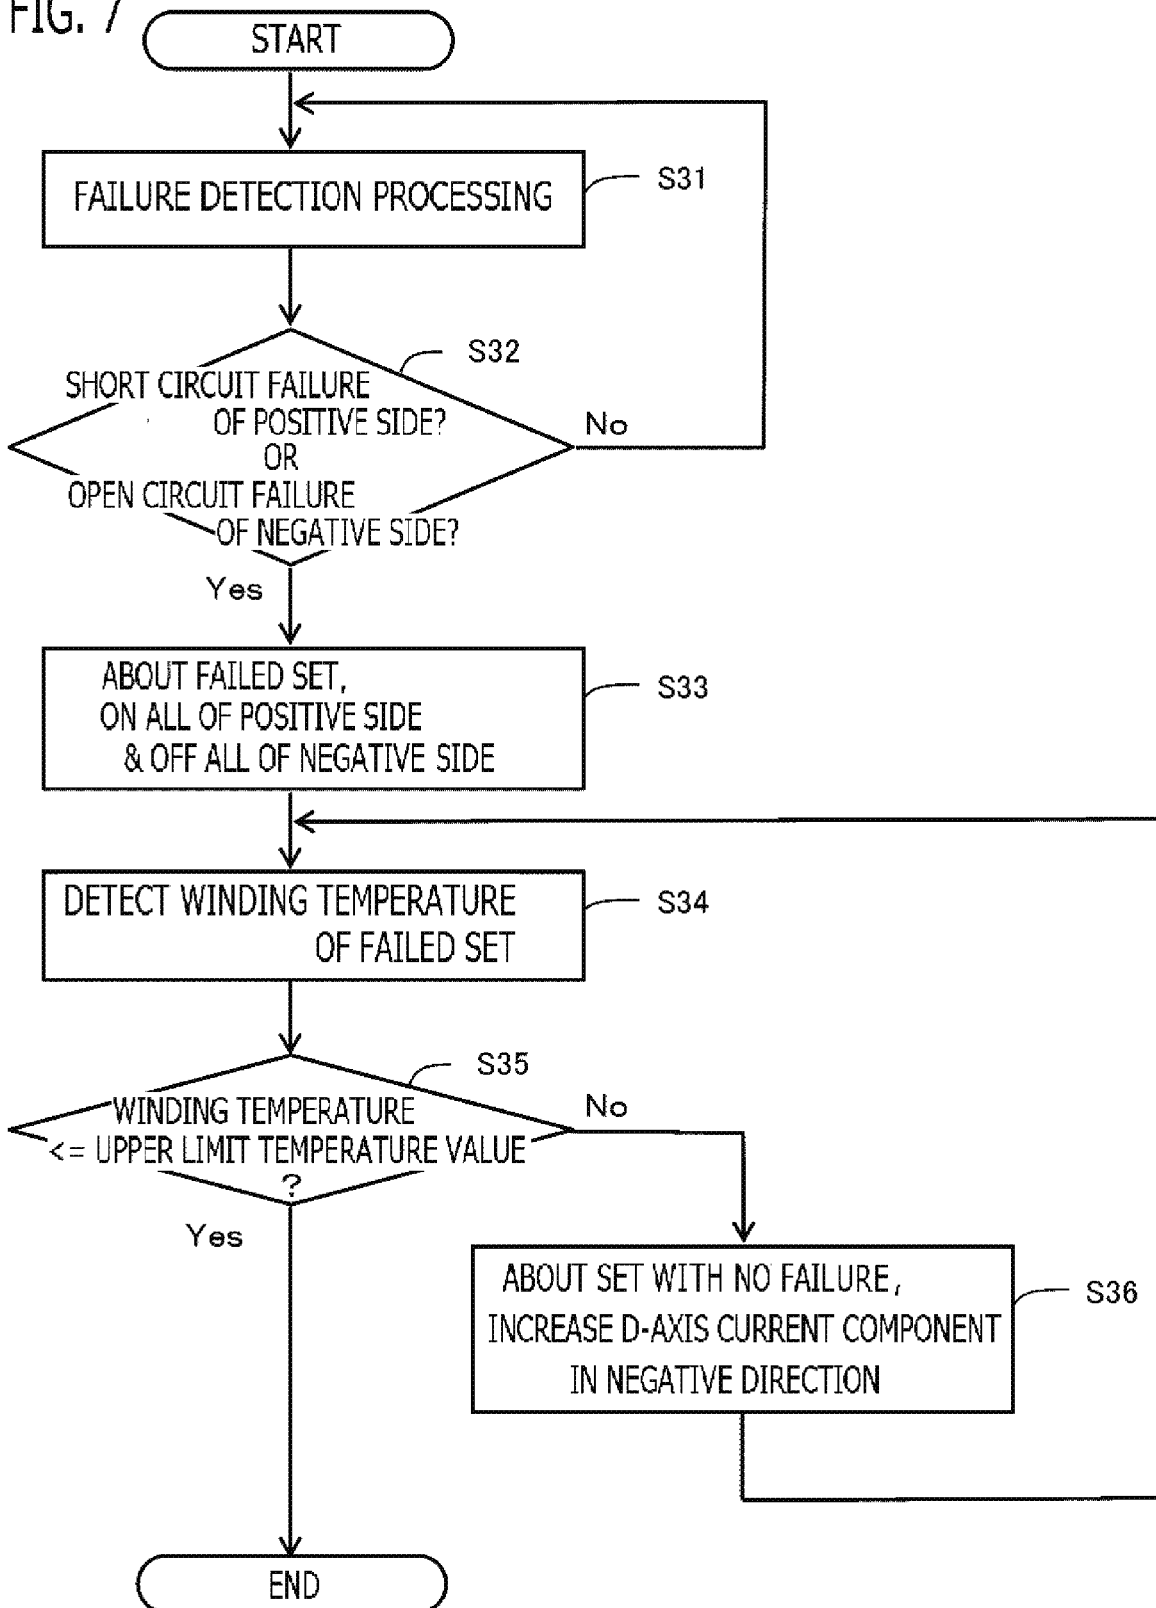 FIG. 7
START
FAILURE DETECTION PROCESSING
S31
S32
SHORT CIRCUIT FAILURE
OF POSITIVE SIDE?
OR
OPEN CIRCUIT FAILURE
OF NEGATIVE SIDE?
No
Yes
ABOUT FAILED SET,
ON ALL OF POSITIVE SIDE
& OFF ALL OF NEGATIVE SIDE
S33
DETECT WINDING TEMPERATURE
OF FAILED SET
S34
S35
WINDING TEMPERATURE
<= UPPER LIMIT TEMPERATURE VALUE
?
No
Yes
ABOUT SET WITH NO FAILURE,
INCREASE D-AXIS CURRENT COMPONENT
IN NEGATIVE DIRECTION
S36
END